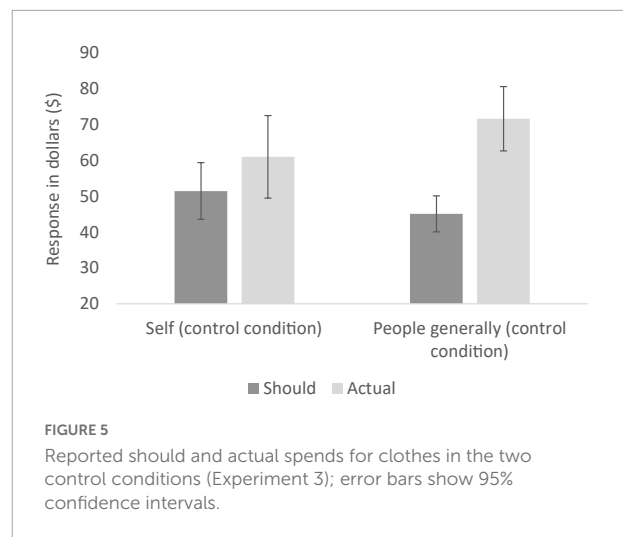 90
80
70
60
50
40
30
20
Response in dollars ($)
Self (control condition)
People generally (control
condition)
Should
Actual
FIGURE 5
Reported should and actual spends for clothes in the two
control conditions (Experiment 3); error bars show 95%
confidence intervals.